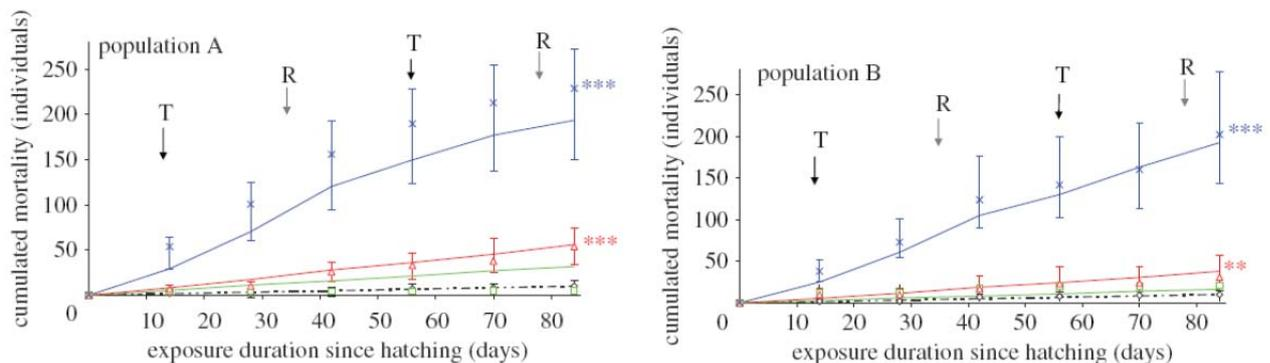 population A
T
R
T
R
***
***
250
200
150
100
50
0
10 20 30 40 50 60 70 80
cumulated mortality (individuals)
exposure duration since hatching (days)
population B
T
R
T
R
***
**
250
200
150
100
50
0
10 20 30 40 50 60 70 80
cumulated mortality (individuals)
exposure duration since hatching (days)